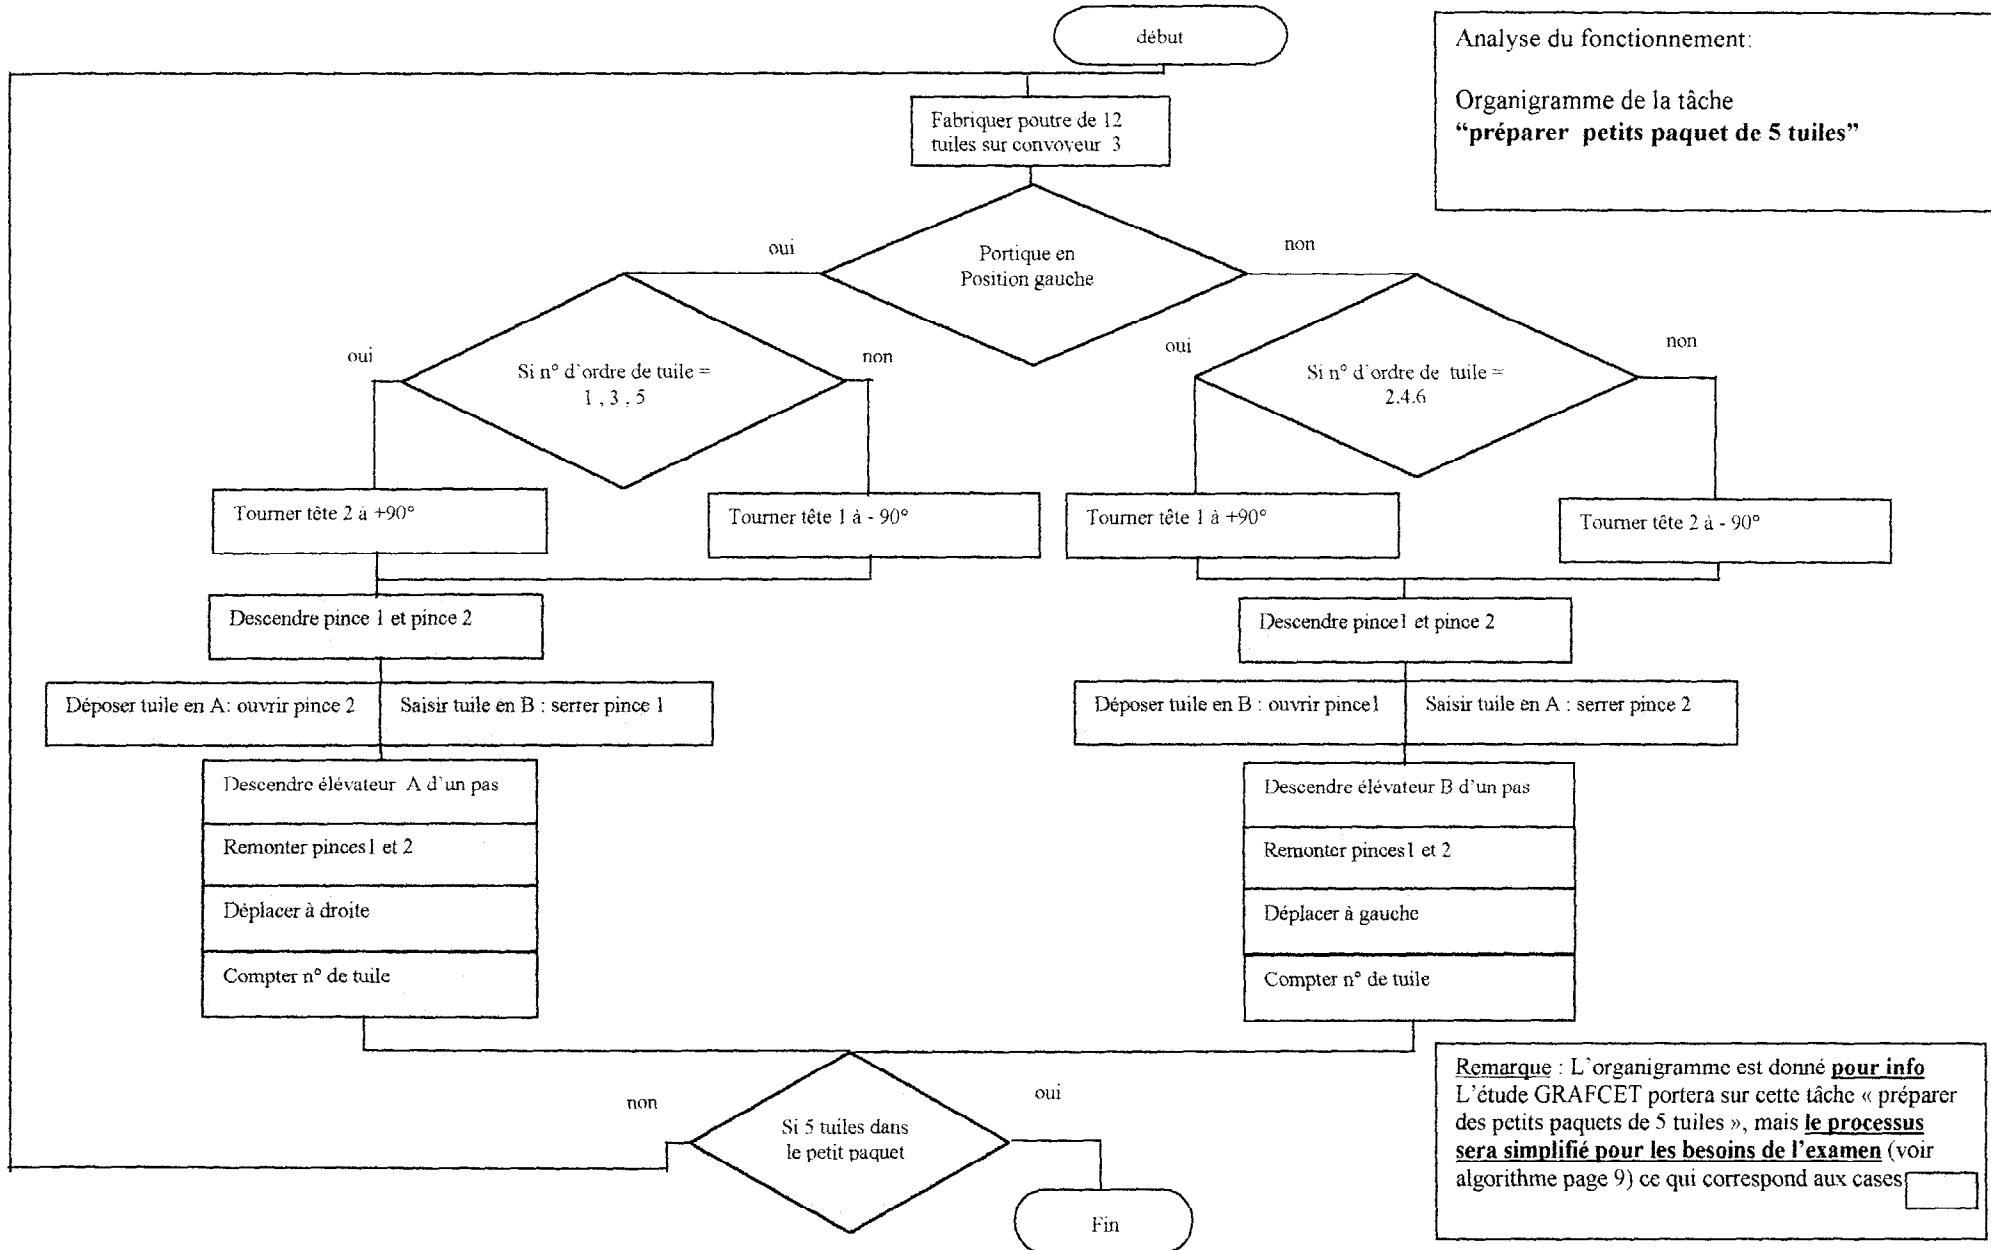 début
Analyse du fonctionnement:
Organigramme de la tâche
“préparer petits paquet de 5 tuiles”
Fabriquer poutre de 12
tuiles sur convoyeur 3
Portique en
Position gauche
oui
non
Si n° d'ordre de tuile =
1 , 3 , 5
oui
non
Si n° d'ordre de tuile =
2.4.6
oui
non
Tourner tête 2 à +90°
Tourner tête 1 à - 90°
Tourner tête 1 à +90°
Tourner tête 2 à - 90°
Descendre pince 1 et pince 2
Descendre pince1 et pince 2
Déposer tuile en A: ouvrir pince 2
Saisir tuile en B : serrer pince 1
Déposer tuile en B : ouvrir pince1
Saisir tuile en A : serrer pince 2
Descendre élévateur A d'un pas
Remonter pinces1 et 2
Déplacer à droite
Compter n° de tuile
Descendre élévateur B d'un pas
Remonter pinces1 et 2
Déplacer à gauche
Compter n° de tuile
Si 5 tuiles dans
le petit paquet
non
oui
Fin
Remarque : L'organigramme est donné pour info
L'étude GRAFCET portera sur cette tâche « préparer
des petits paquets de 5 tuiles », mais le processus
sera simplifié pour les besoins de l'examen (voir
algorithme page 9) ce qui correspond aux cases